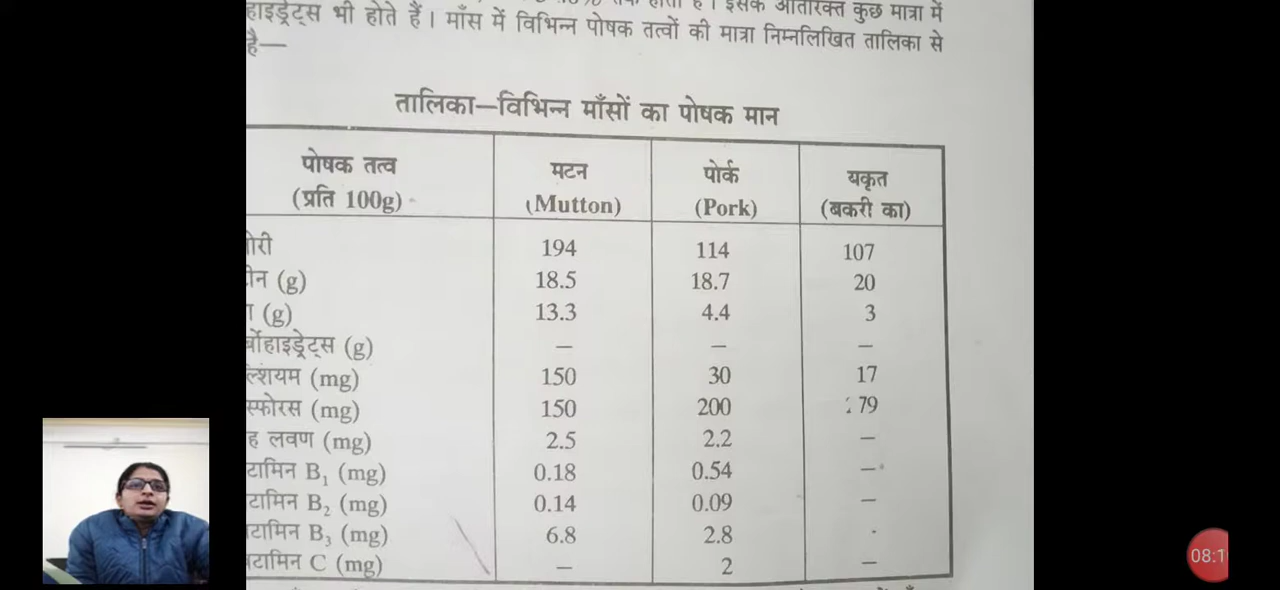 कुछ मात्रा में
हाइड्रेट्स भी होते हैं। माँस में विभिन्न पोषक तत्वों की मात्रा निम्नलिखित तालिका से
है—
तालिका—विभिन्न माँसों का पोषक मान
पोषक तत्व (प्रति 100g) मटन (Mutton) पोर्क (Pork) यकृत (बकरी का)
ोरी 194 114 107
ीन (g) 18.5 18.7 20
(g) 13.3 4.4 3
र्बोहाइड्रेट्स (g) — — —
ल्शियम (mg) 150 30 17
स्फोरस (mg) 150 200 79
ह लवण (mg) 2.5 2.2 —
टामिन B₁ (mg) 0.18 0.54 —
टामिन B₂ (mg) 0.14 0.09 —
टामिन B₃ (mg) 6.8 2.8
टामिन C (mg) — 2 —
08:1